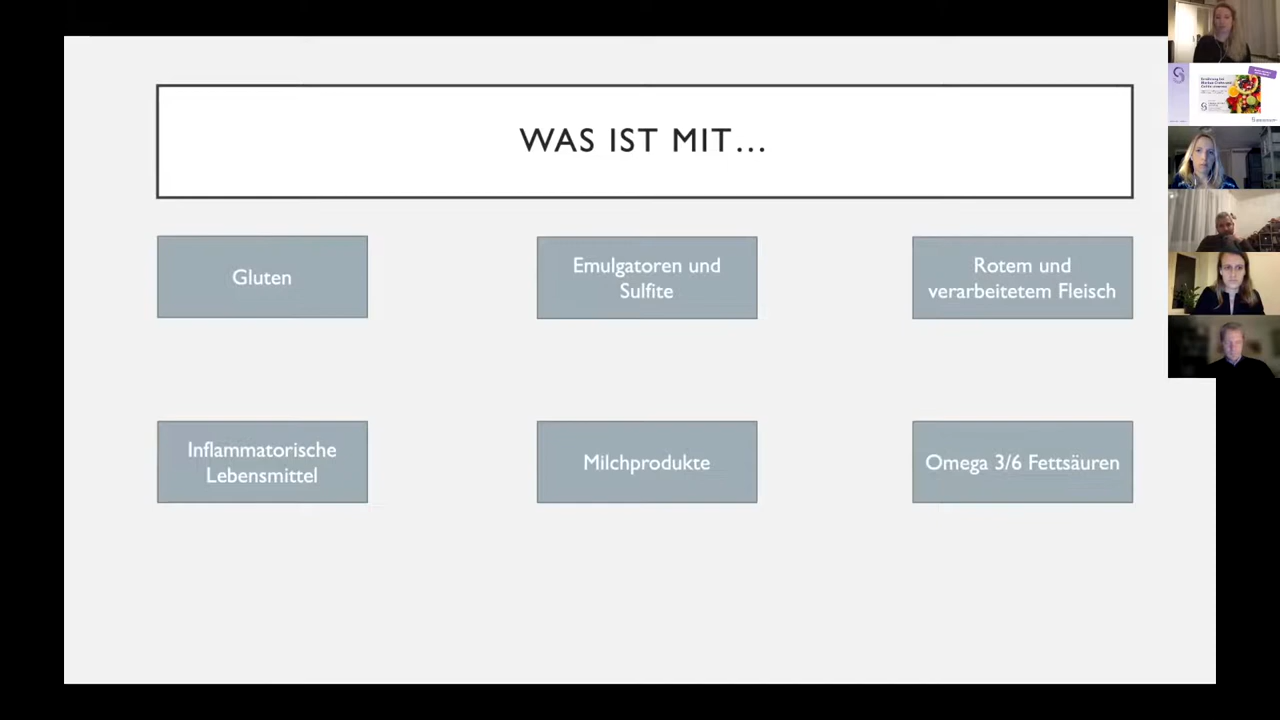 WAS IST MIT...
Gluten
Emulgatoren und
Sulfite
Rotem und
verarbeitetem Fleisch
Inflammatorische
Lebensmittel
Milchprodukte
Omega 3/6 Fettsäuren